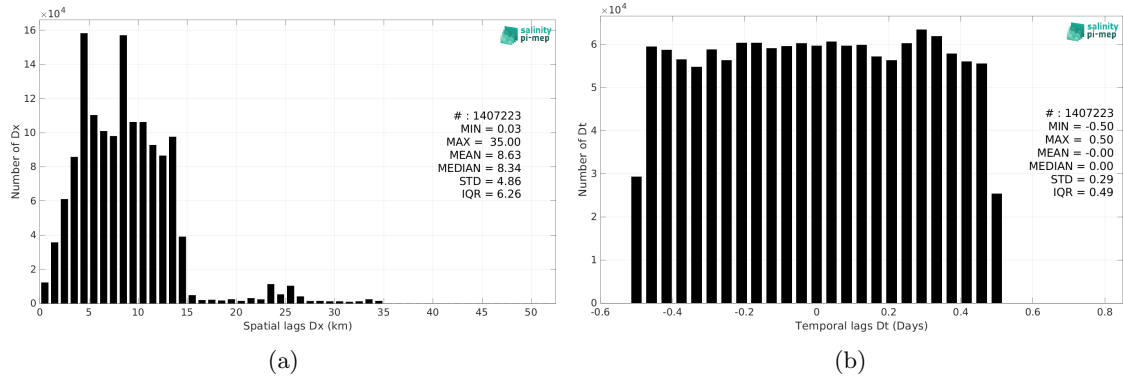 ×10⁴
16
14
12
10
8
6
4
2
0
Number of Dx
salinity
pi-mep
# : 1407223
MIN = 0.03
MAX = 35.00
MEAN = 8.63
MEDIAN = 8.34
STD = 4.86
IQR = 6.26
0 5 10 15 20 25 30 35 40 45 50
Spatial lags Dx (km)
(a)
×10⁴
6
5
4
3
2
1
0
Number of Dt
salinity
pi-mep
# : 1407223
MIN = -0.50
MAX = 0.50
MEAN = -0.00
MEDIAN = 0.00
STD = 0.29
IQR = 0.49
-0.6 -0.4 -0.2 0 0.2 0.4 0.6 0.8
Temporal lags Dt (Days)
(b)